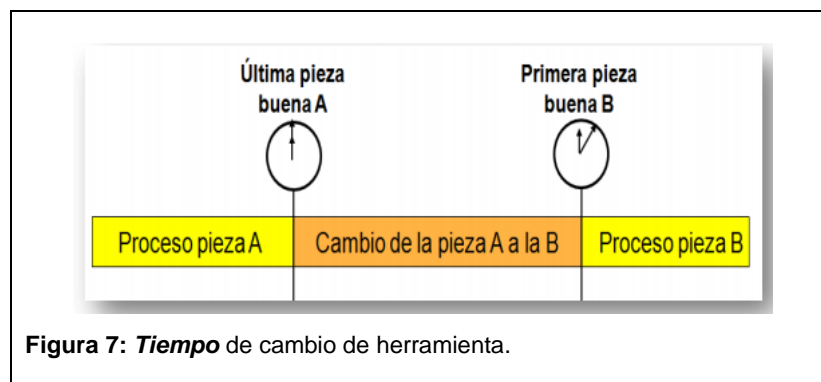 Última pieza
buena A
Primera pieza
buena B
Proceso pieza A
Cambio de la pieza A a la B
Proceso pieza B
Figura 7: Tiempo de cambio de herramienta.